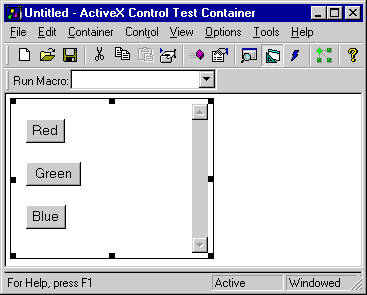 Untitled - ActiveX Control Test Container
File Edit Container Control View Options Tools Help
Run Macro:
Red
Green
Blue
For Help, press F1 Active Windowed